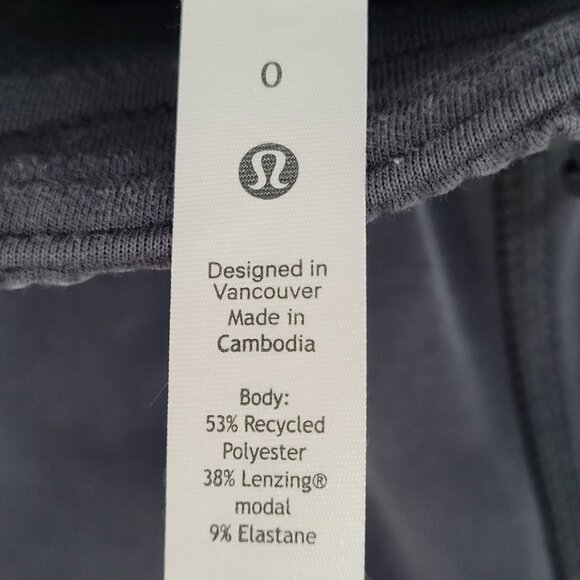 0
Designed in
Vancouver
Made in
Cambodia
Body:
53% Recycled
Polyester
38% Lenzing®
modal
9% Elastane